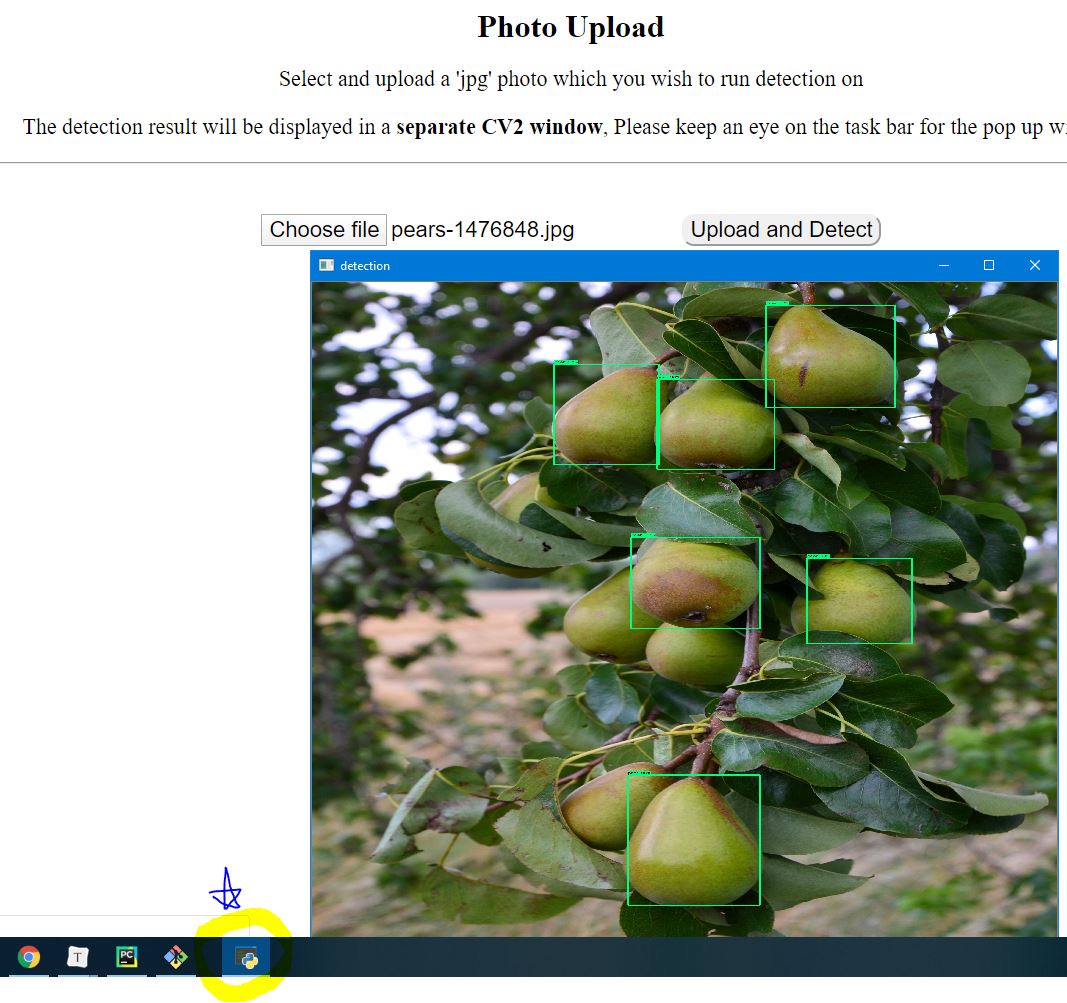 Photo Upload
Select and upload a 'jpg' photo which you wish to run detection on
The detection result will be displayed in a separate CV2 window, Please keep an eye on the task bar for the pop up
Choose file pears-1476848.jpg Upload and Detect
detection
T PC